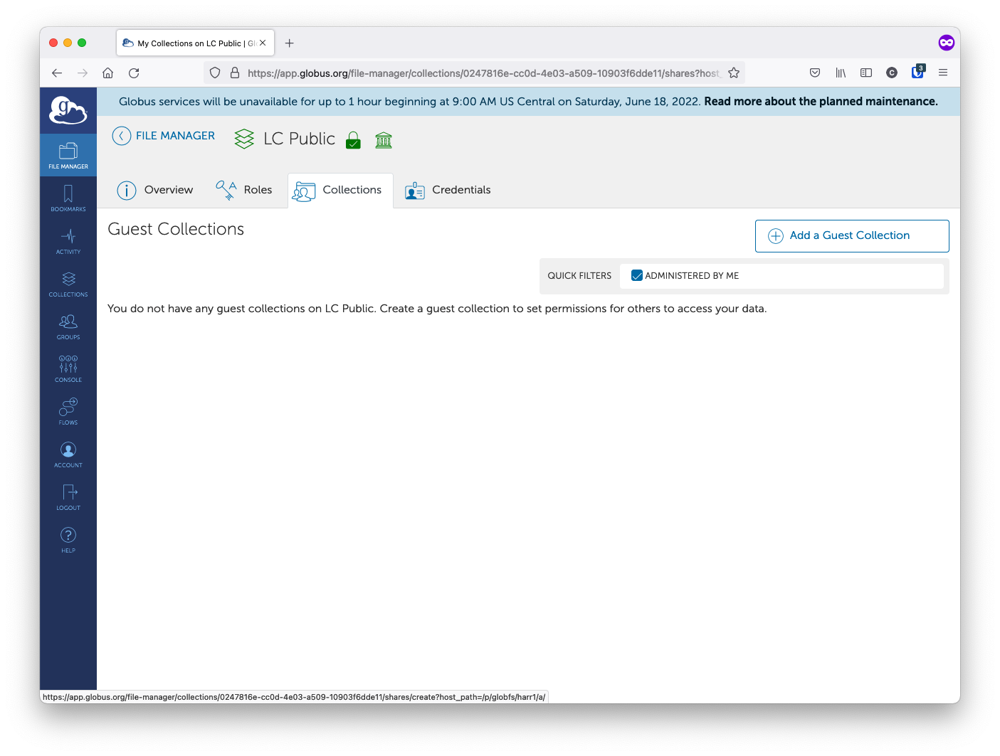 My Collections on LC Public | Gl
https://app.globus.org/file-manager/collections/0247816e-cc0d-4e03-a509-10903f6dde11/shares?host_
C
3
g
Globus services will be unavailable for up to 1 hour beginning at 9:00 AM US Central on Saturday, June 18, 2022. Read more about the planned maintenance.
FILE MANAGER
LC Public
FILE MANAGER
BOOKMARKS
ACTIVITY
COLLECTIONS
GROUPS
CONSOLE
FLOWS
ACCOUNT
LOGOUT
HELP
Overview
Roles
Collections
Credentials
Guest Collections
Add a Guest Collection
QUICK FILTERS
ADMINISTERED BY ME
You do not have any guest collections on LC Public. Create a guest collection to set permissions for others to access your data.
https://app.globus.org/file-manager/collections/0247816e-cc0d-4e03-a509-10903f6dde11/shares/create?host_path=/p/globfs/harr1/a/